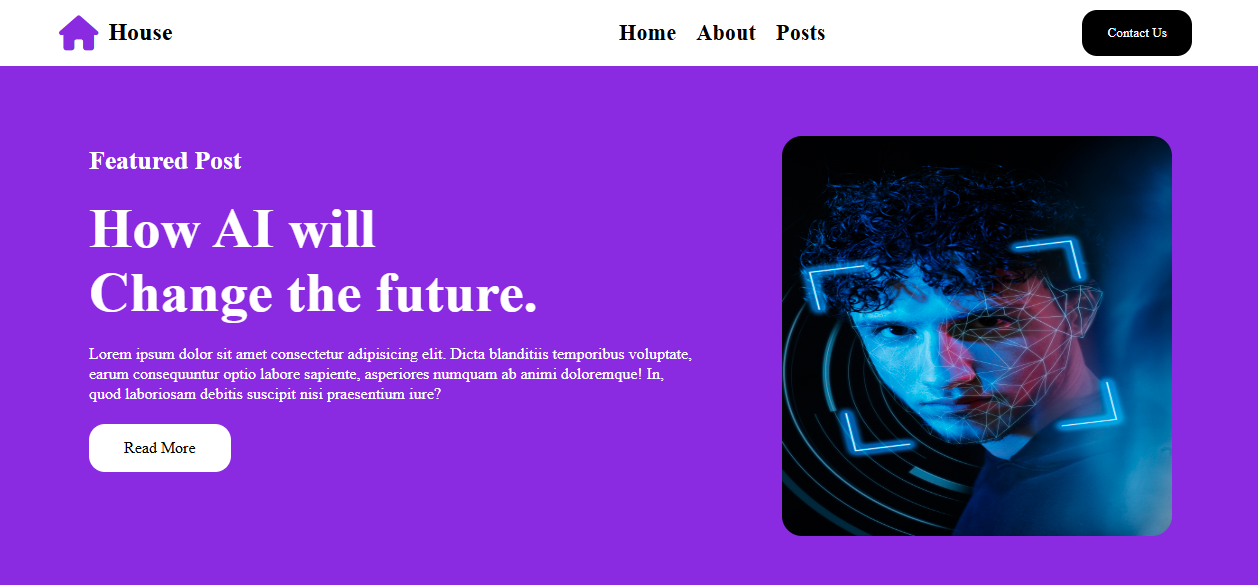 House
Home About Posts
Contact Us
Featured Post
How AI will
Change the future.
Lorem ipsum dolor sit amet consectetur adipisicing elit. Dicta blanditiis temporibus voluptate,
earum consequuntur optio labore sapiente, asperiores numquam ab animi doloremque! In,
quod laboriosam debitis suscipit nisi praesentium iure?
Read More